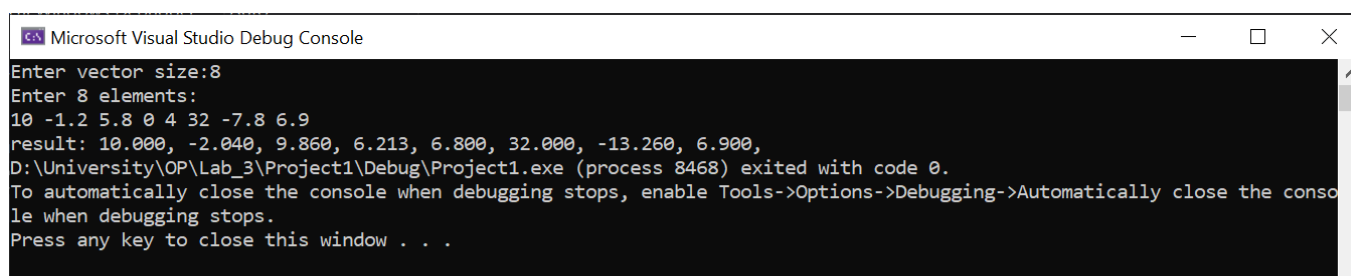 Microsoft Visual Studio Debug Console
Enter vector size:8
Enter 8 elements:
10 -1.2 5.8 0 4 32 -7.8 6.9
result: 10.000, -2.040, 9.860, 6.213, 6.800, 32.000, -13.260, 6.900,
D:\University\OP\Lab_3\Project1\Debug\Project1.exe (process 8468) exited with code 0.
To automatically close the console when debugging stops, enable Tools->Options->Debugging->Automatically close the conso
le when debugging stops.
Press any key to close this window . . .